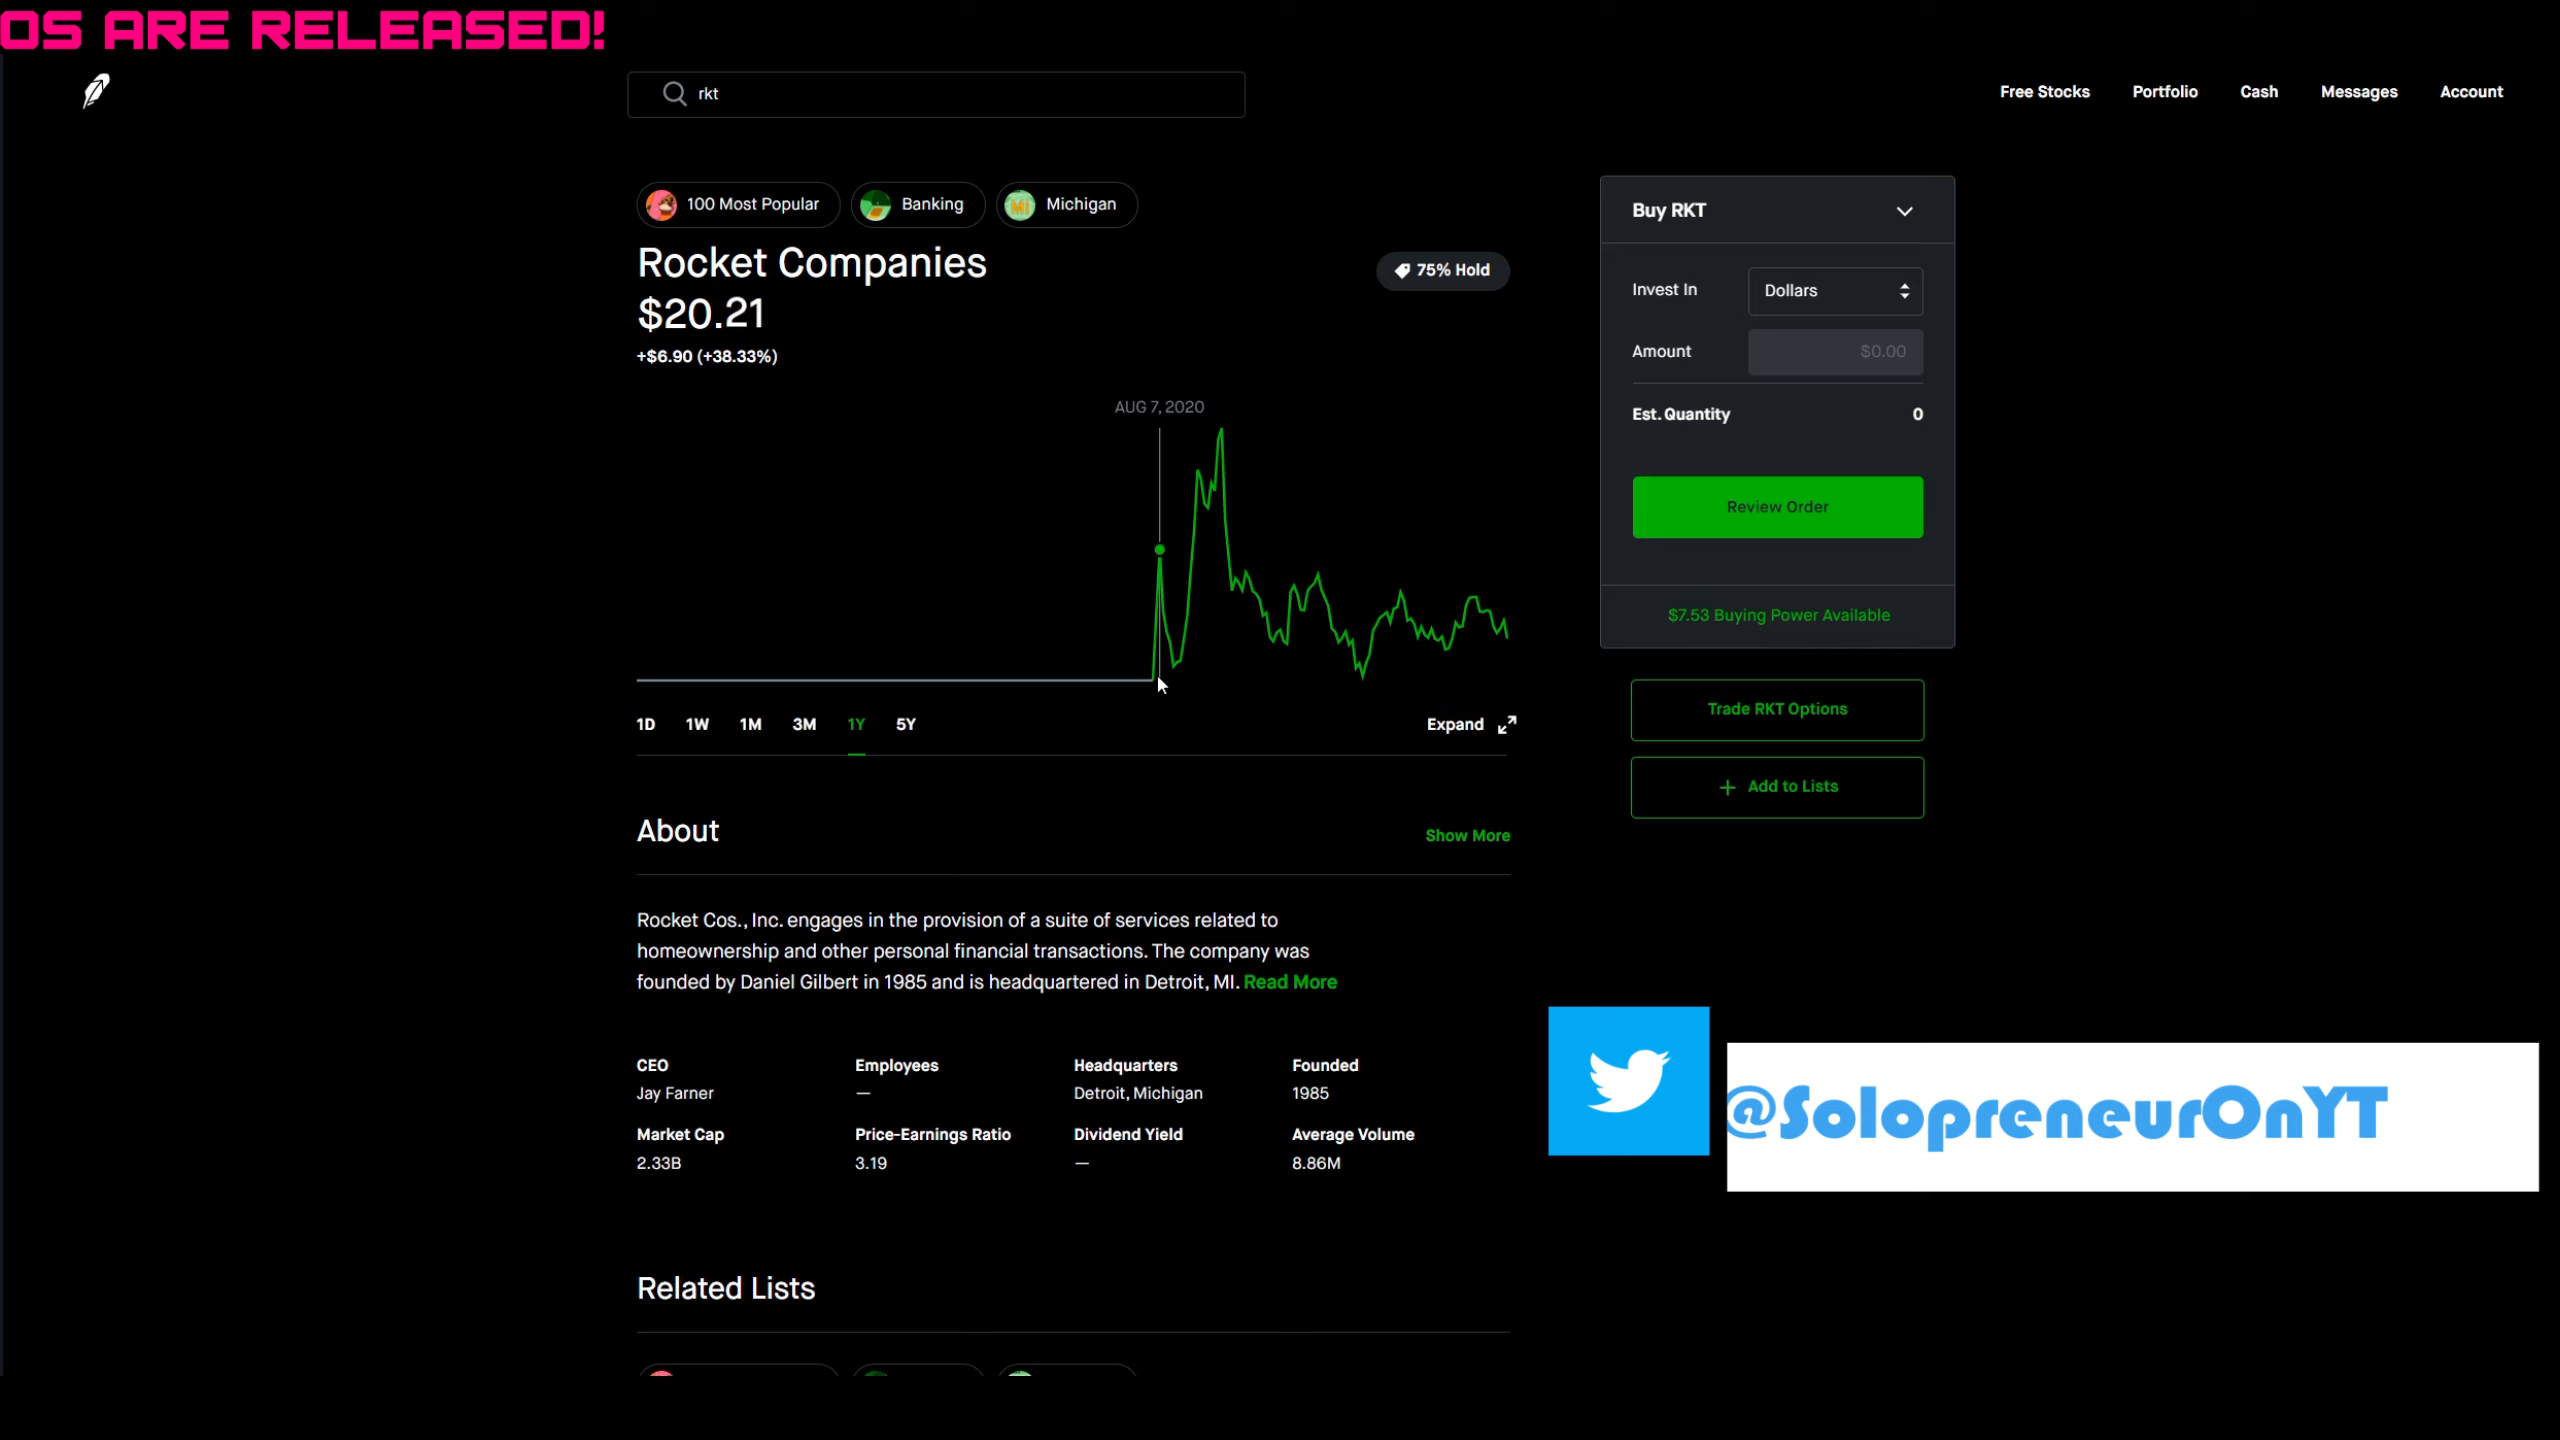 OS ARE RELEASED!
rkt
Free Stocks Portfolio Cash Messages Account
100 Most Popular Banking Michigan
Rocket Companies
$20.21
+$6.90 (+38.33%)
75% Hold
AUG 7, 2020
1D 1W 1M 3M 1Y 5Y
Expand
Buy RKT
Invest In Dollars
Amount $0.00
Est. Quantity 0
Review Order
$7.53 Buying Power Available
Trade RKT Options
+ Add to Lists
About
Show More
Rocket Cos., Inc. engages in the provision of a suite of services related to
homeownership and other personal financial transactions. The company was
founded by Daniel Gilbert in 1985 and is headquartered in Detroit, MI. Read More
CEO Employees Headquarters Founded
Jay Farner — Detroit, Michigan 1985
Market Cap Price-Earnings Ratio Dividend Yield Average Volume
2.33B 3.19 — 8.86M
@SolopreneurOnYT
Related Lists